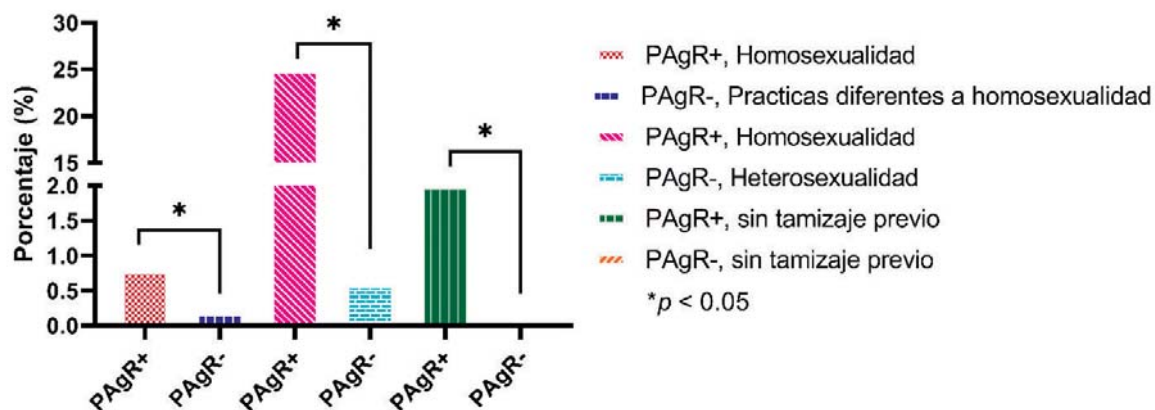 Porcentaje (%)
30
25
20
15
2.0
1.5
1.0
0.5
0.0
*
*
*
PAgR+
PAgR-
PAgR+
PAgR-
PAgR+
PAgR-
PAgR+, Homosexualidad
PAgR-, Practicas diferentes a homosexualidad
PAgR+, Homosexualidad
PAgR-, Heterosexualidad
PAgR+, sin tamizaje previo
PAgR-, sin tamizaje previo
*p < 0.05